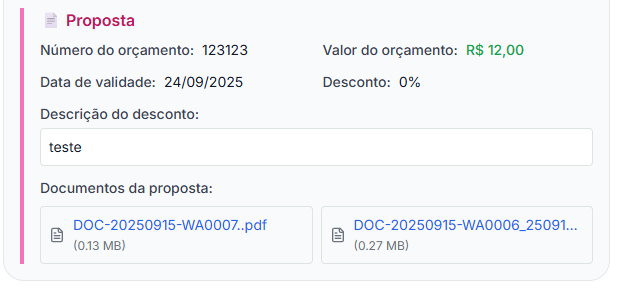 Proposta
Número do orçamento: 123123 Valor do orçamento: R$ 12,00
Data de validade: 24/09/2025 Desconto: 0%
Descrição do desconto:
teste
Documentos da proposta:
DOC-20250915-WA0007..pdf
(0.13 MB)
DOC-20250915-WA0006_25091...
(0.27 MB)